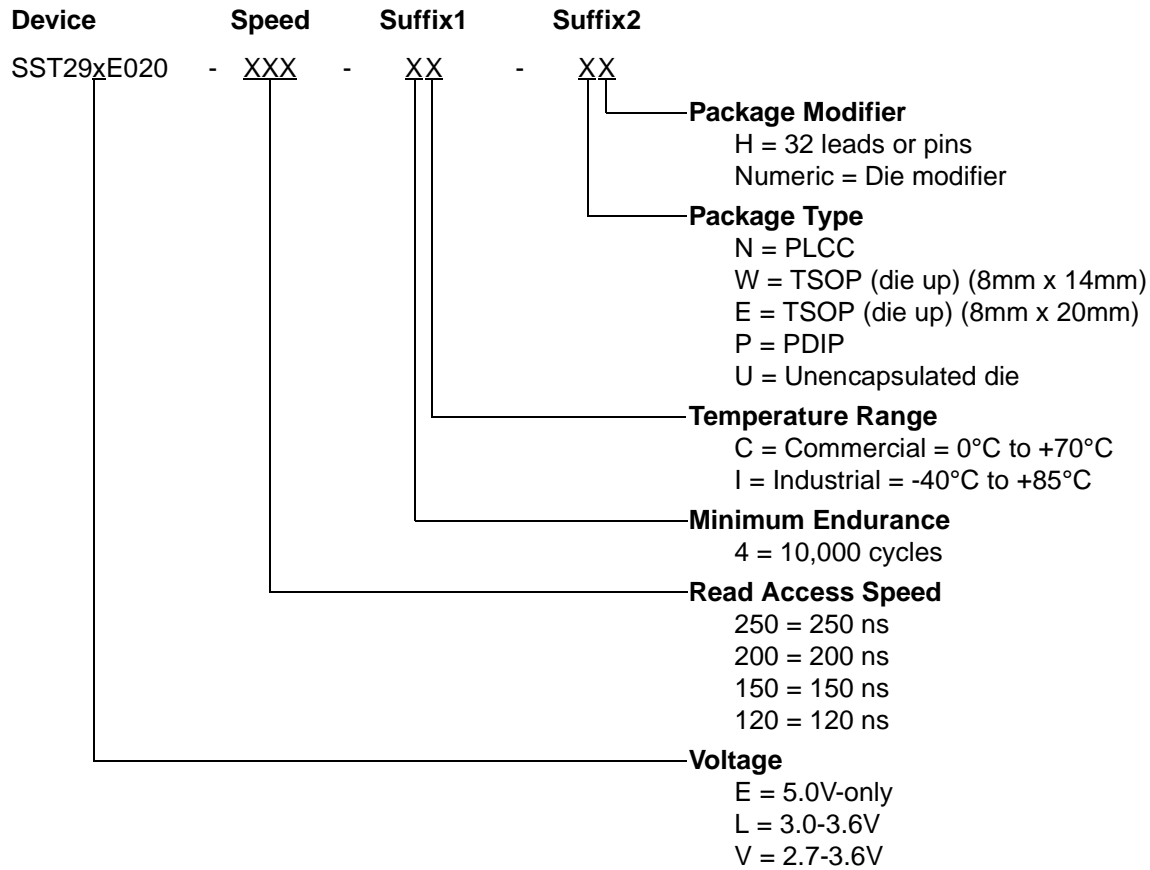 Device Speed Suffix1 Suffix2
SST29xE020 - XXX - XX - XX
Package Modifier
H = 32 leads or pins
Numeric = Die modifier
Package Type
N = PLCC
W = TSOP (die up) (8mm x 14mm)
E = TSOP (die up) (8mm x 20mm)
P = PDIP
U = Unencapsulated die
Temperature Range
C = Commercial = 0°C to +70°C
I = Industrial = -40°C to +85°C
Minimum Endurance
4 = 10,000 cycles
Read Access Speed
250 = 250 ns
200 = 200 ns
150 = 150 ns
120 = 120 ns
Voltage
E = 5.0V-only
L = 3.0-3.6V
V = 2.7-3.6V